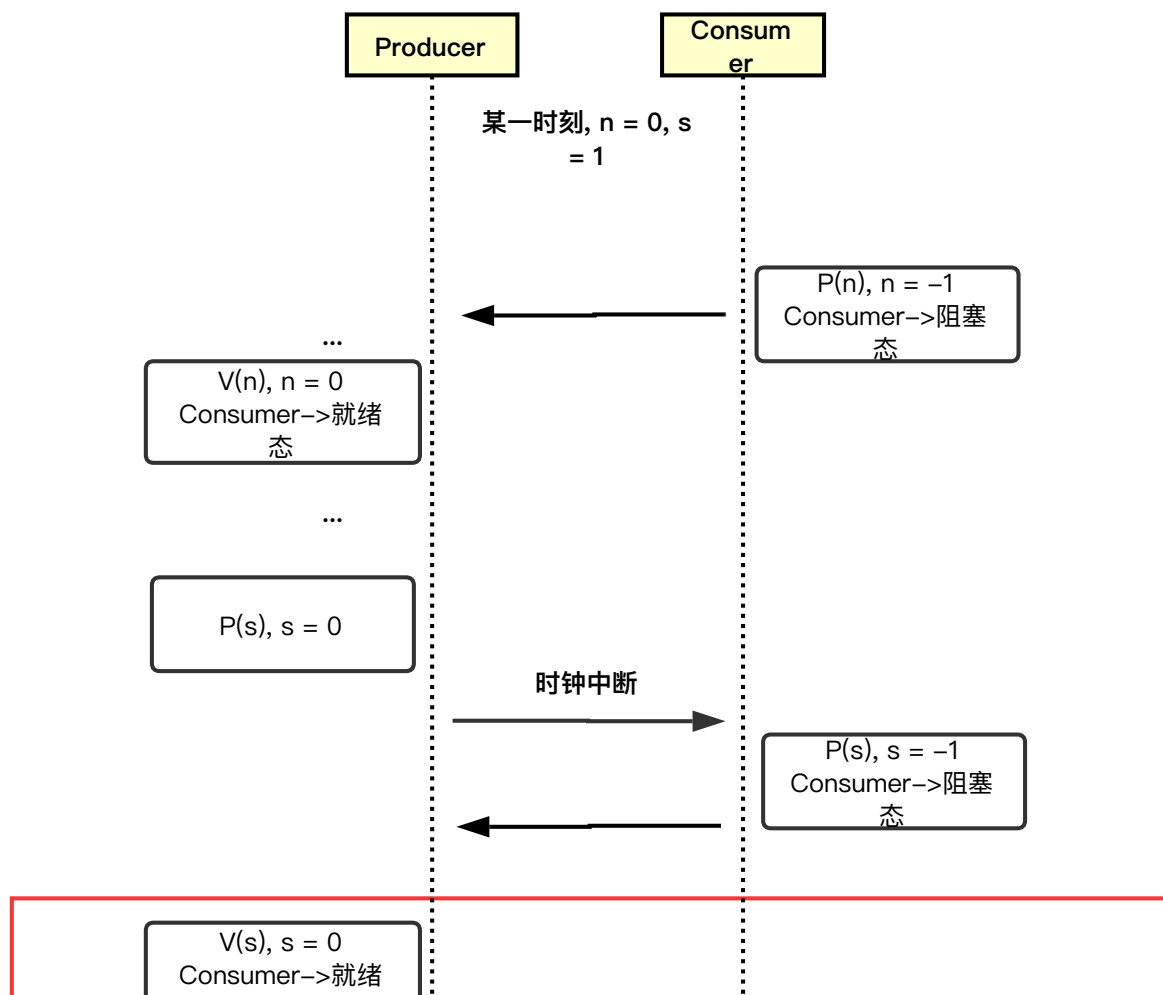 Producer
Consum
er
某一时刻, n = 0, s
= 1
P(n), n = -1
Consumer->阻塞
态
...
V(n), n = 0
Consumer->就绪
态
...
P(s), s = 0
时钟中断
P(s), s = -1
Consumer->阻塞
态
V(s), s = 0
Consumer->就绪